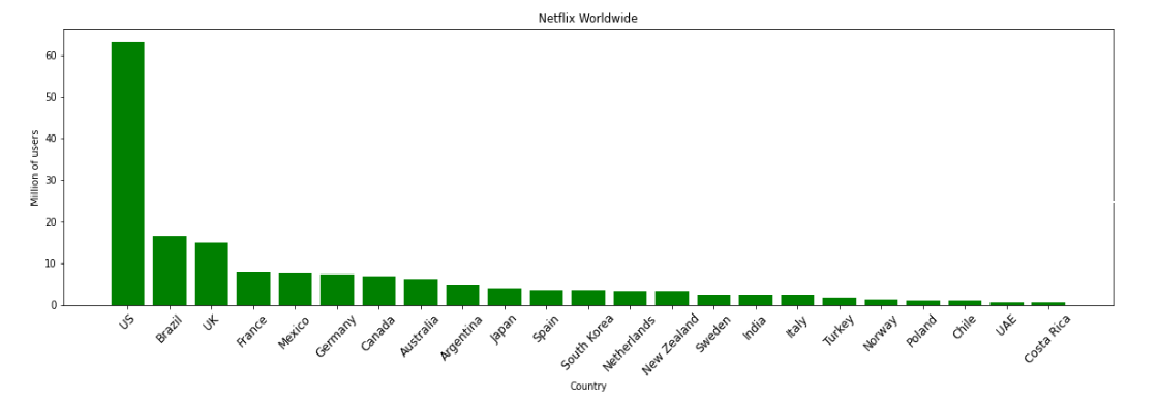 Netflix Worldwide
Million of users
60
50
40
30
20
10
0
US
Brazil
UK
France
Mexico
Germany
Canada
Australia
Argentina
Japan
Spain
South Korea
Netherlands
New Zealand
Sweden
India
Italy
Turkey
Norway
Poland
Chile
UAE
Costa Rica
Country